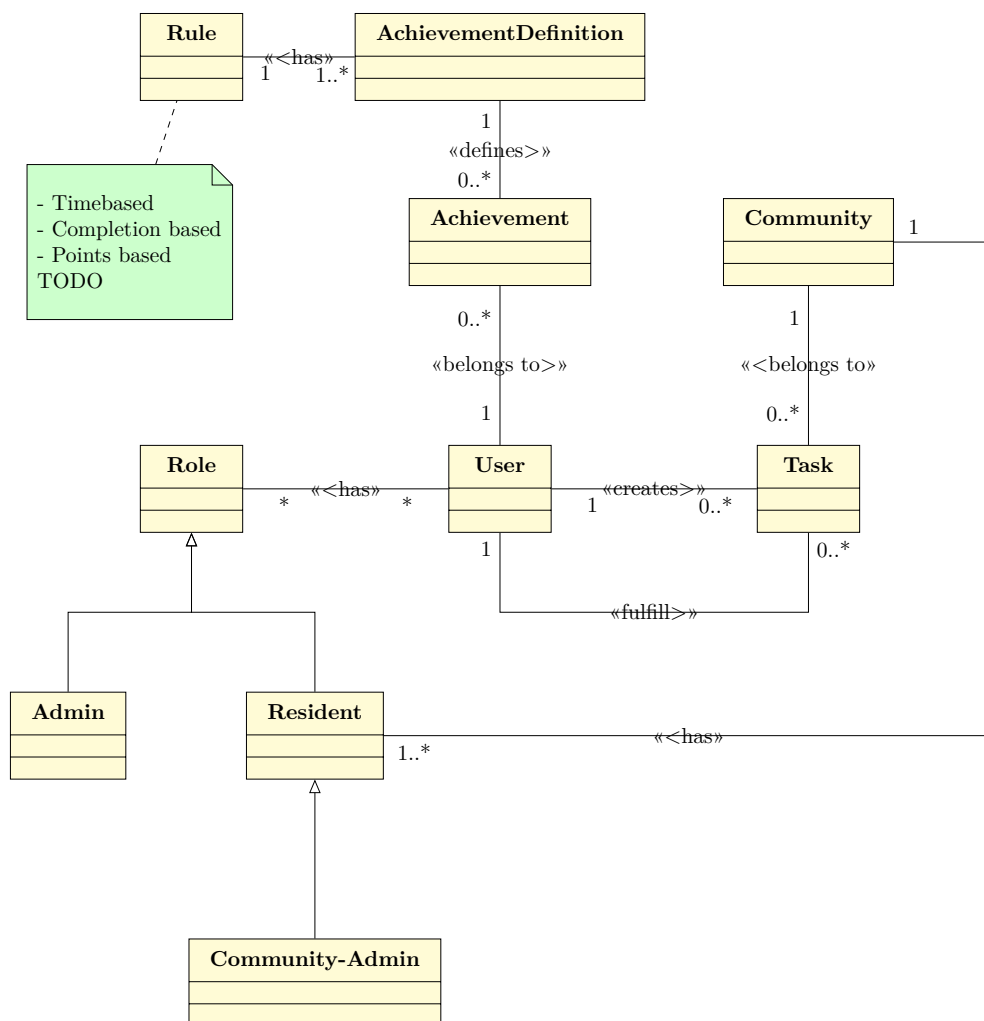 Rule
AchievementDefinition
«<has»
1
1..*
1
«defines>»
0..*
- Timebased
- Completion based
- Points based
TODO
Achievement
Community
1
0..*
1
«belongs to>»
«<belongs to»
1
0..*
Role
User
Task
«<has»
*
*
«creates>»
1
0..*
1
0..*
«fulfill>»
Admin
Resident
«<has»
1..*
Community-Admin